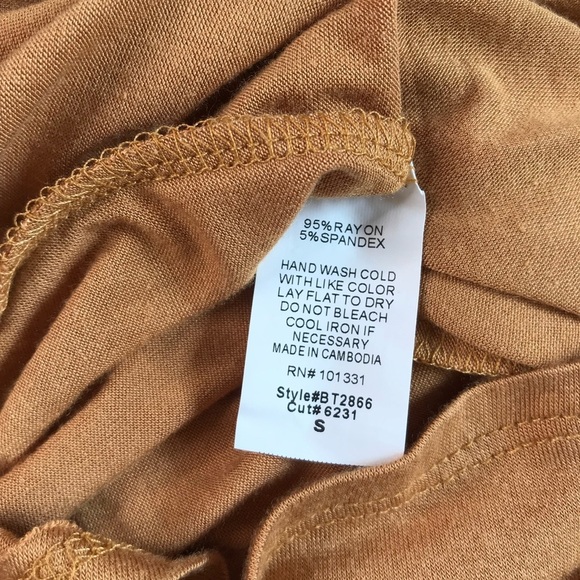 95%RAYON
5%SPANDEX
HAND WASH COLD
WITH LIKE COLOR
LAY FLAT TO DRY
DO NOT BLEACH
COOL IRON IF
NECESSARY
MADE IN CAMBODIA
RN# 101331
Style#BT2866
Cut#6231
S